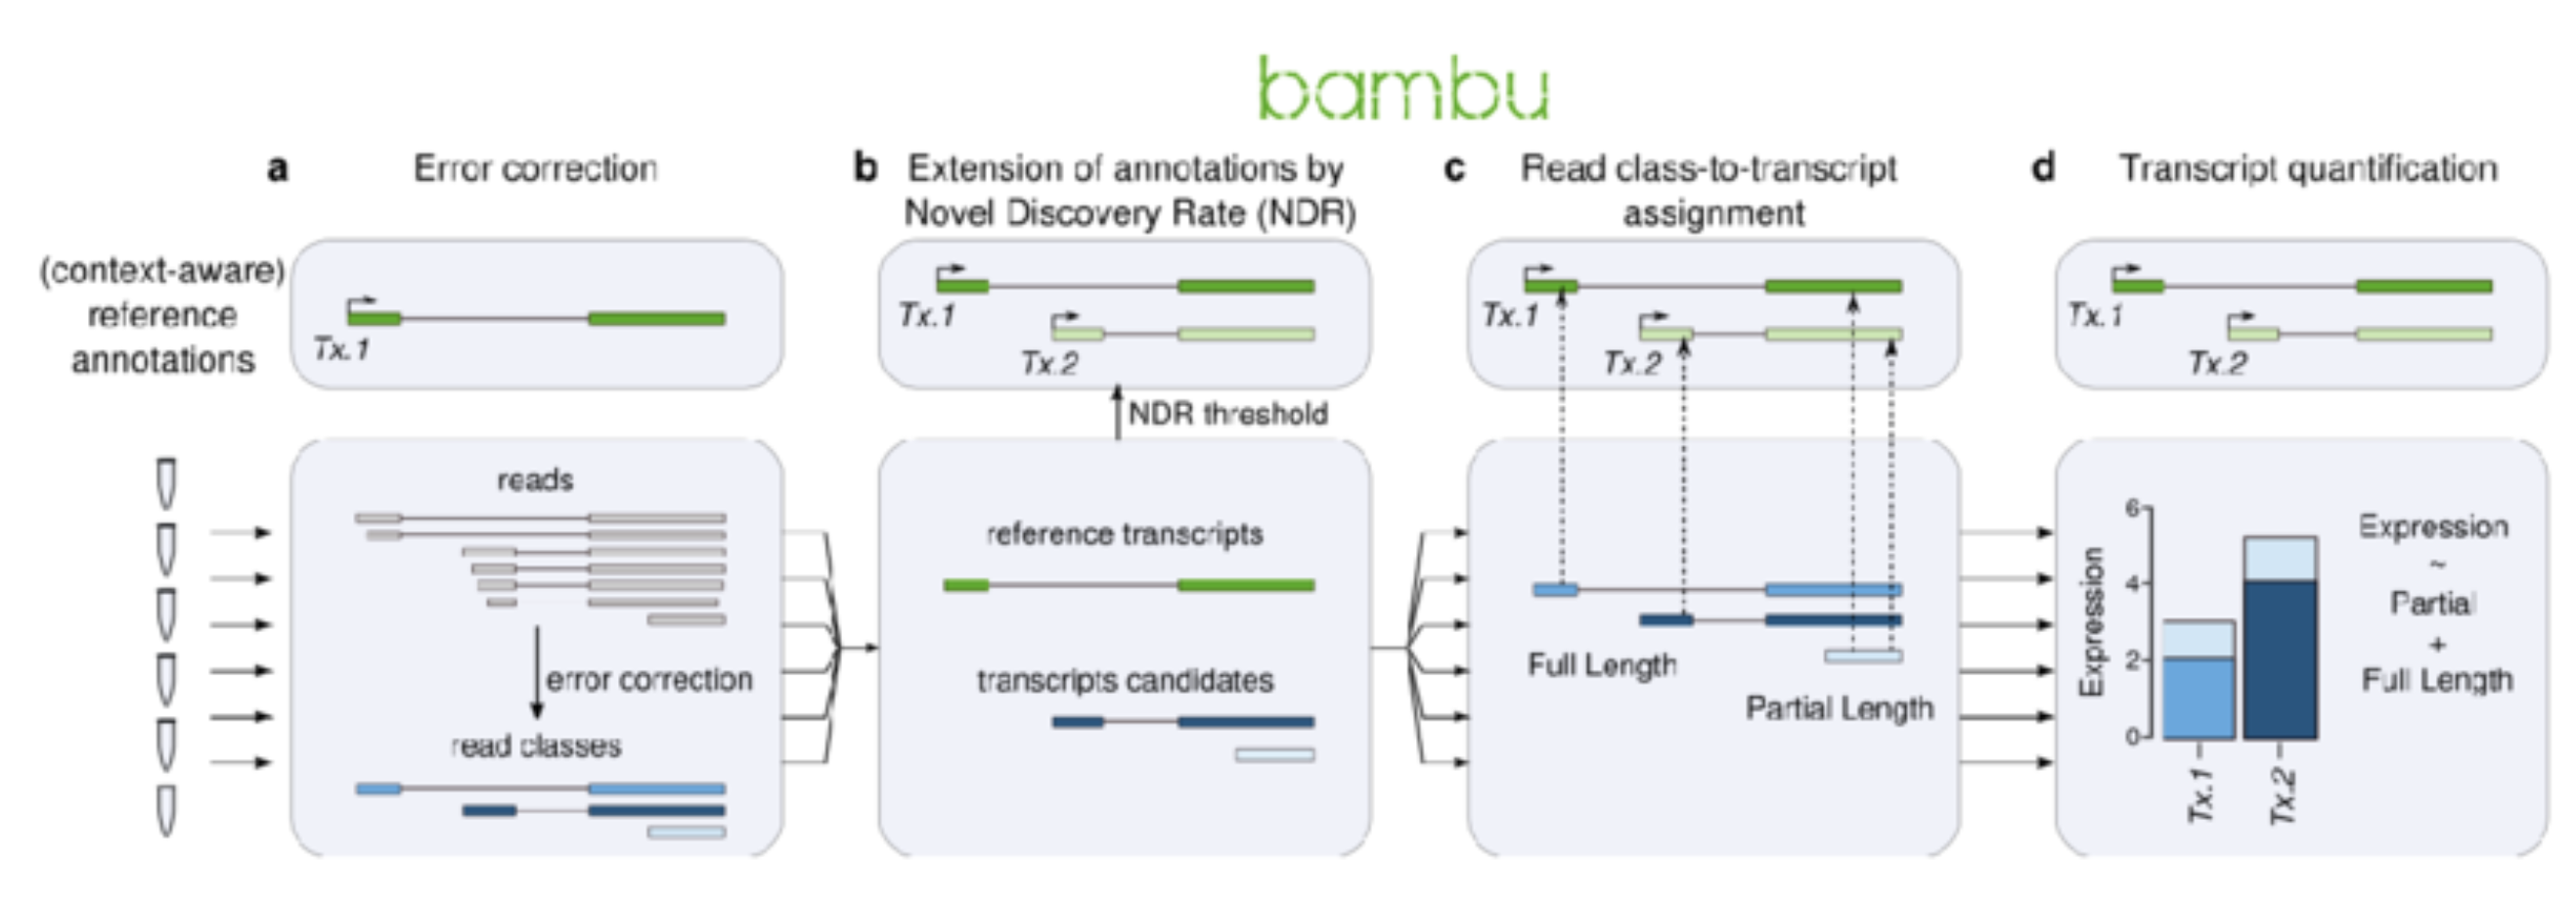 bambu
a Error correction
b Extension of annotations by
Novel Discovery Rate (NDR)
c Read class-to-transcript
assignment
d Transcript quantification
(context-aware)
reference
annotations
Tx.1
Tx.1
Tx.2
Tx.1
Tx.2
Tx.1
Tx.2
NDR threshold
reads
error correction
read classes
reference transcripts
transcripts candidates
Full Length
Partial Length
Expression
6
4
2
0
Tx.1
Tx.2
Expression
~
Partial
+
Full Length